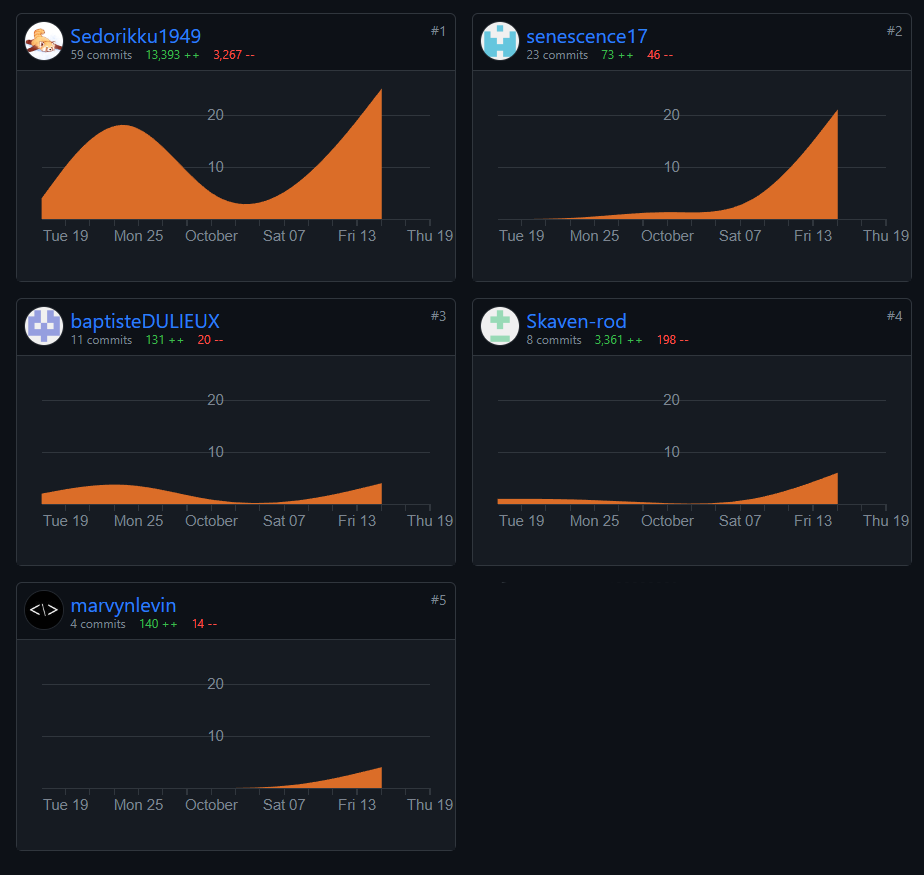 Sedorikku1949 #1
59 commits 13,393 ++ 3,267 --
20
10
Tue 19 Mon 25 October Sat 07 Fri 13 Thu 19
senescence17 #2
23 commits 73 ++ 46 --
20
10
Tue 19 Mon 25 October Sat 07 Fri 13 Thu 19
baptisteDULIEUX #3
11 commits 131 ++ 20 --
20
10
Tue 19 Mon 25 October Sat 07 Fri 13 Thu 19
Skaven-rod #4
8 commits 3,361 ++ 198 --
20
10
Tue 19 Mon 25 October Sat 07 Fri 13 Thu 19
<\> marvynlevin #5
4 commits 140 ++ 14 --
20
10
Tue 19 Mon 25 October Sat 07 Fri 13 Thu 19